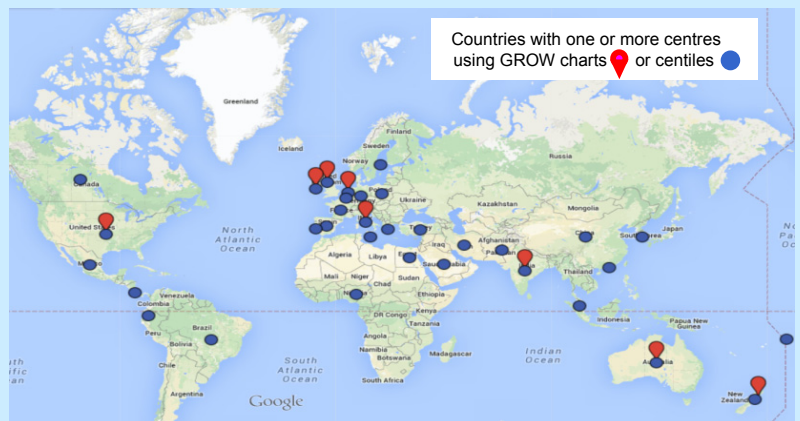 Countries with one or more centres
using GROW charts or centiles
Greenland
Iceland
Finland
Sweden
Norway
Russia
Canada
Ukraine
Kazakhstan
Mongolia
United States
North
Atlantic
Ocean
Spain
Turkey
Iraq
Afghanistan
Pakistan
China
South Korea
Japan
Algeria
Libya
Egypt
Saudi Arabia
Mexico
Mali
Niger
Chad
Sudan
Nigeria
Ethiopia
Thailand
Venezuela
Colombia
DR Congo
Kenya
Tanzania
Indonesia
Papua New
Guinea
Peru
Brazil
Bolivia
Angola
Namibia
Botswana
Madagascar
Chile
South
Atlantic
Ocean
Indian
Ocean
Australia
South Africa
Argentina
New
Zealand
Google